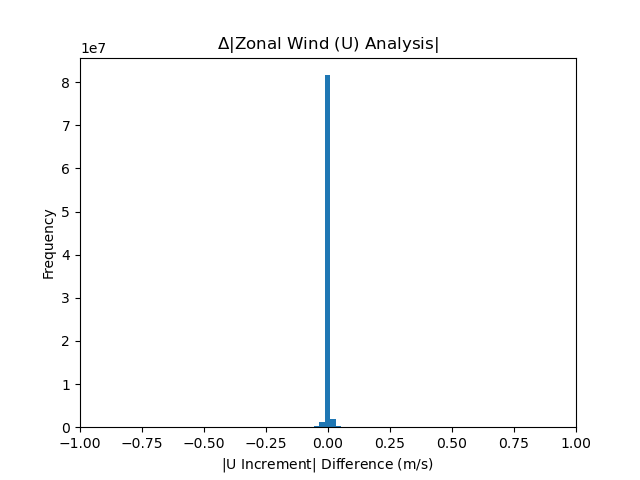 Δ|Zonal Wind (U) Analysis|
1e7
8
7
6
5
4
3
2
1
0
Frequency
−1.00 −0.75 −0.50 −0.25 0.00 0.25 0.50 0.75 1.00
|U Increment| Difference (m/s)